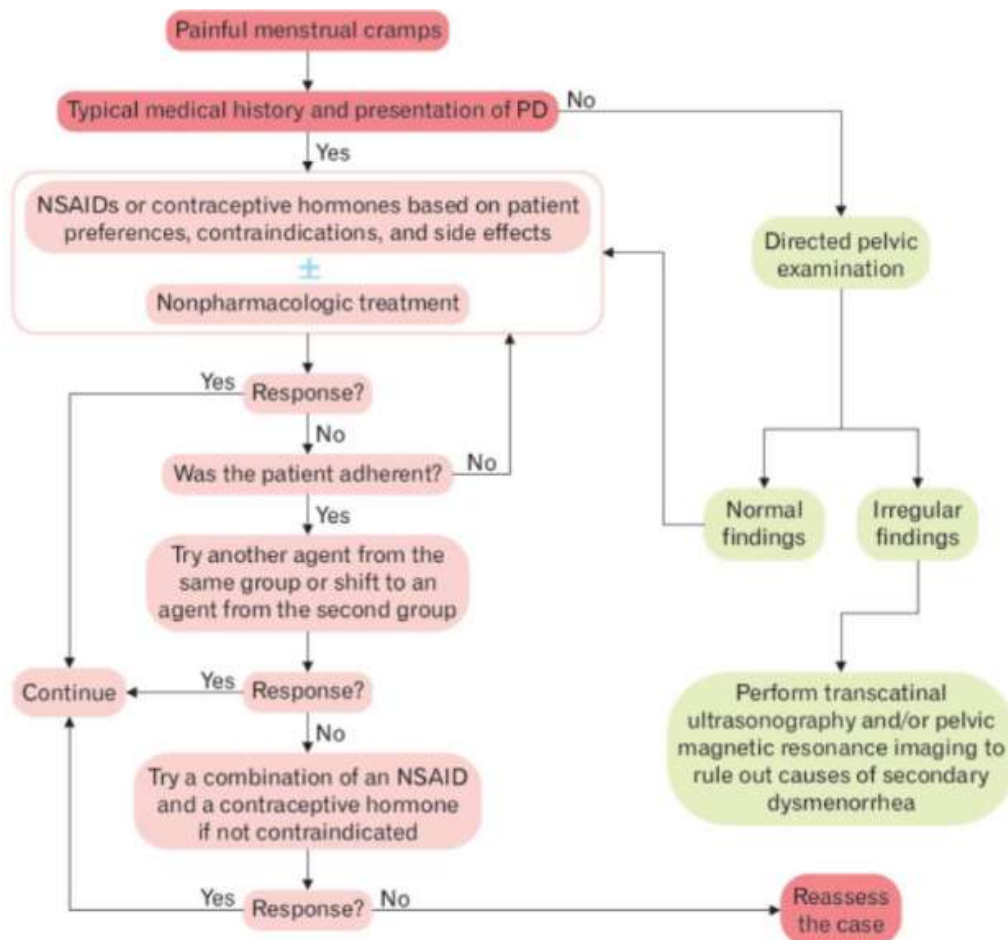 Painful menstrual cramps
Typical medical history and presentation of PD
No
Yes
NSAIDs or contraceptive hormones based on patient
preferences, contraindications, and side effects
±
Nonpharmacologic treatment
Directed pelvic
examination
Yes
Response?
No
Was the patient adherent?
No
Yes
Normal
findings
Irregular
findings
Try another agent from the
same group or shift to an
agent from the second group
Continue
Yes
Response?
No
Perform transcatinal
ultrasonography and/or pelvic
magnetic resonance imaging to
rule out causes of secondary
dysmenorrhea
Try a combination of an NSAID
and a contraceptive hormone
if not contraindicated
Yes
Response?
No
Reassess
the case